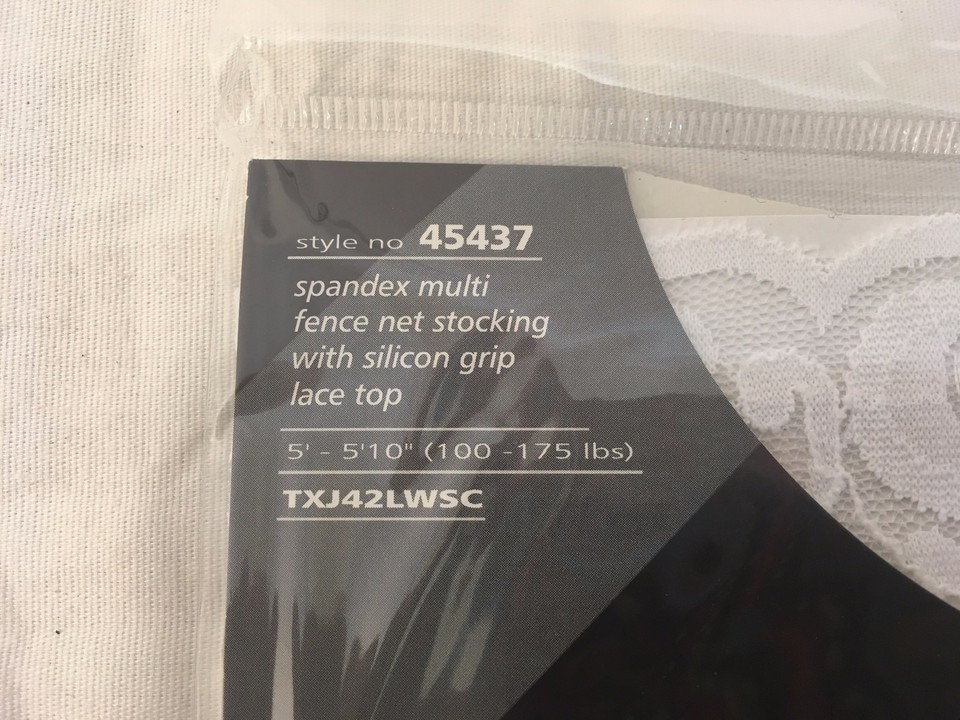 style no 45437
spandex multi
fence net stocking
with silicon grip
lace top
5' - 5'10" (100 -175 lbs)
TXJ42LWSC